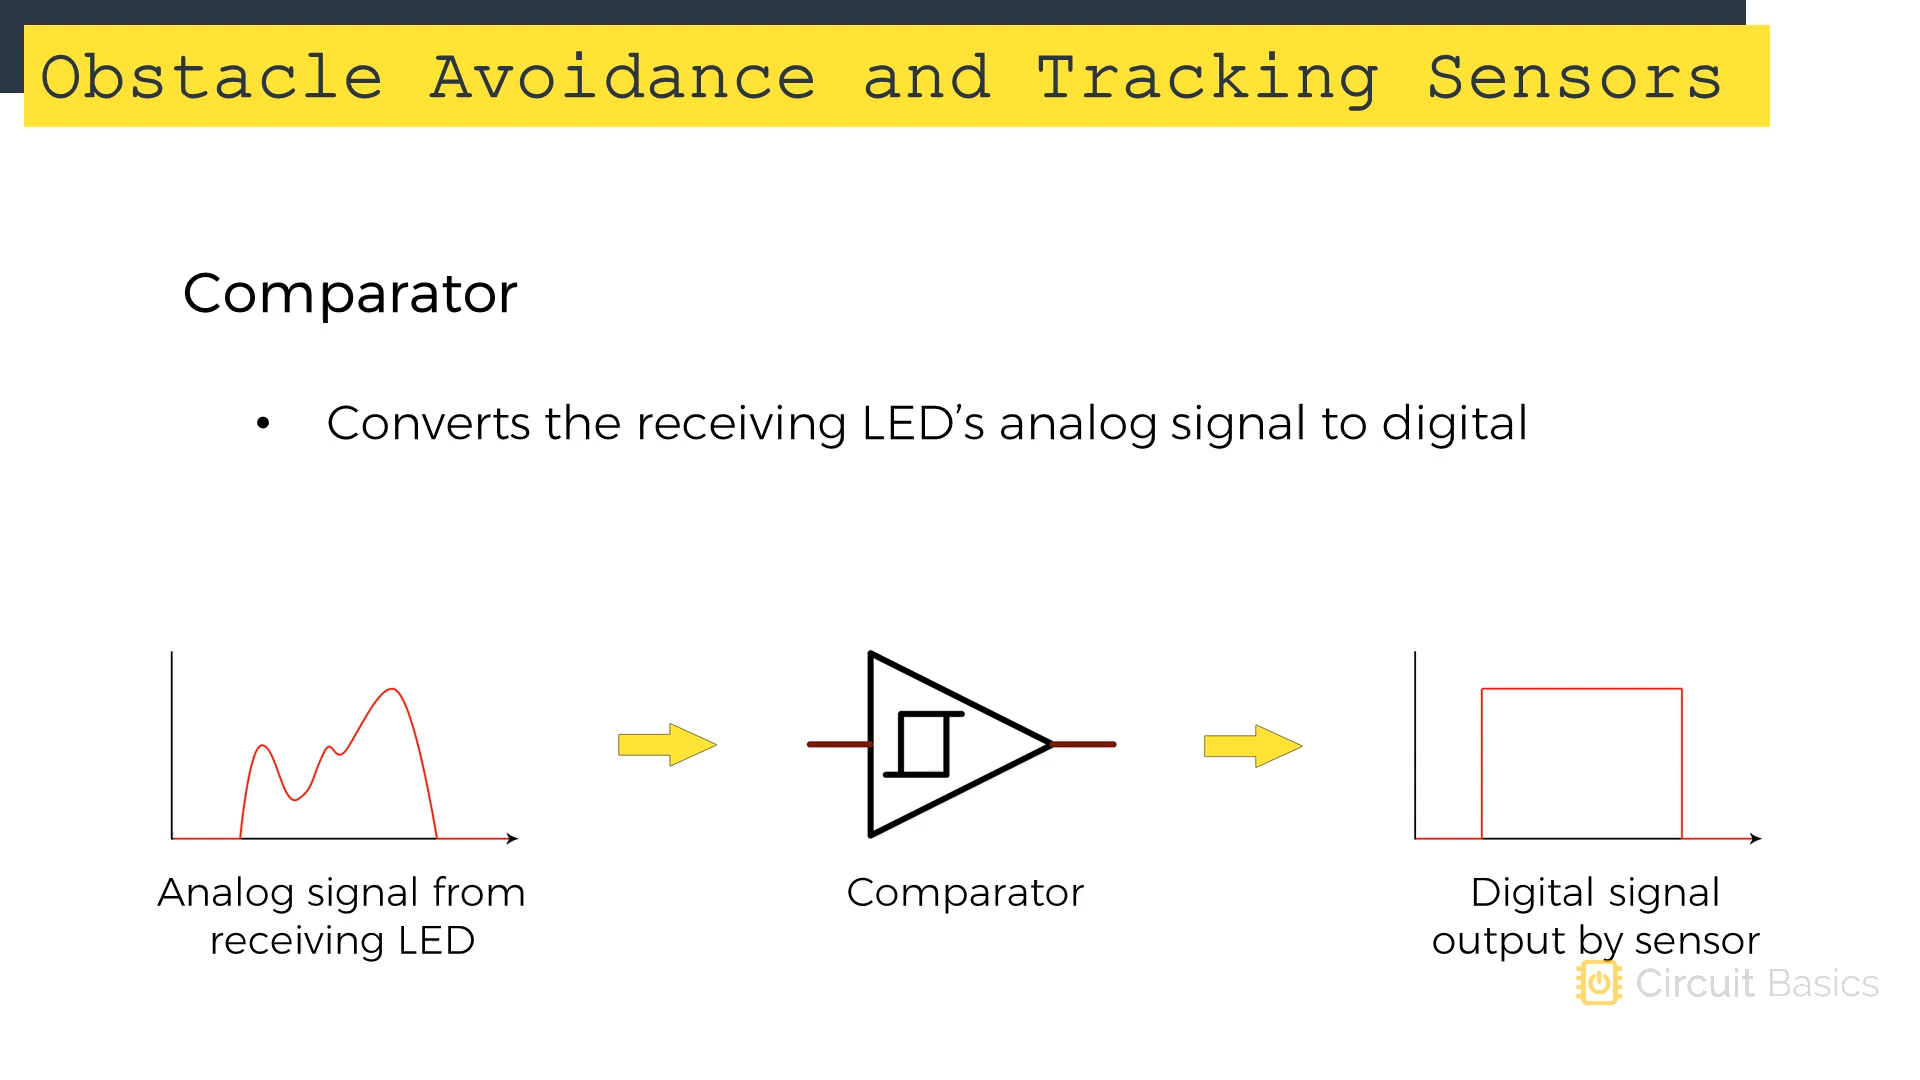 Obstacle Avoidance and Tracking Sensors
Comparator
• Converts the receiving LED’s analog signal to digital
Analog signal from
receiving LED
Comparator
Digital signal
output by sensor
Circuit Basics